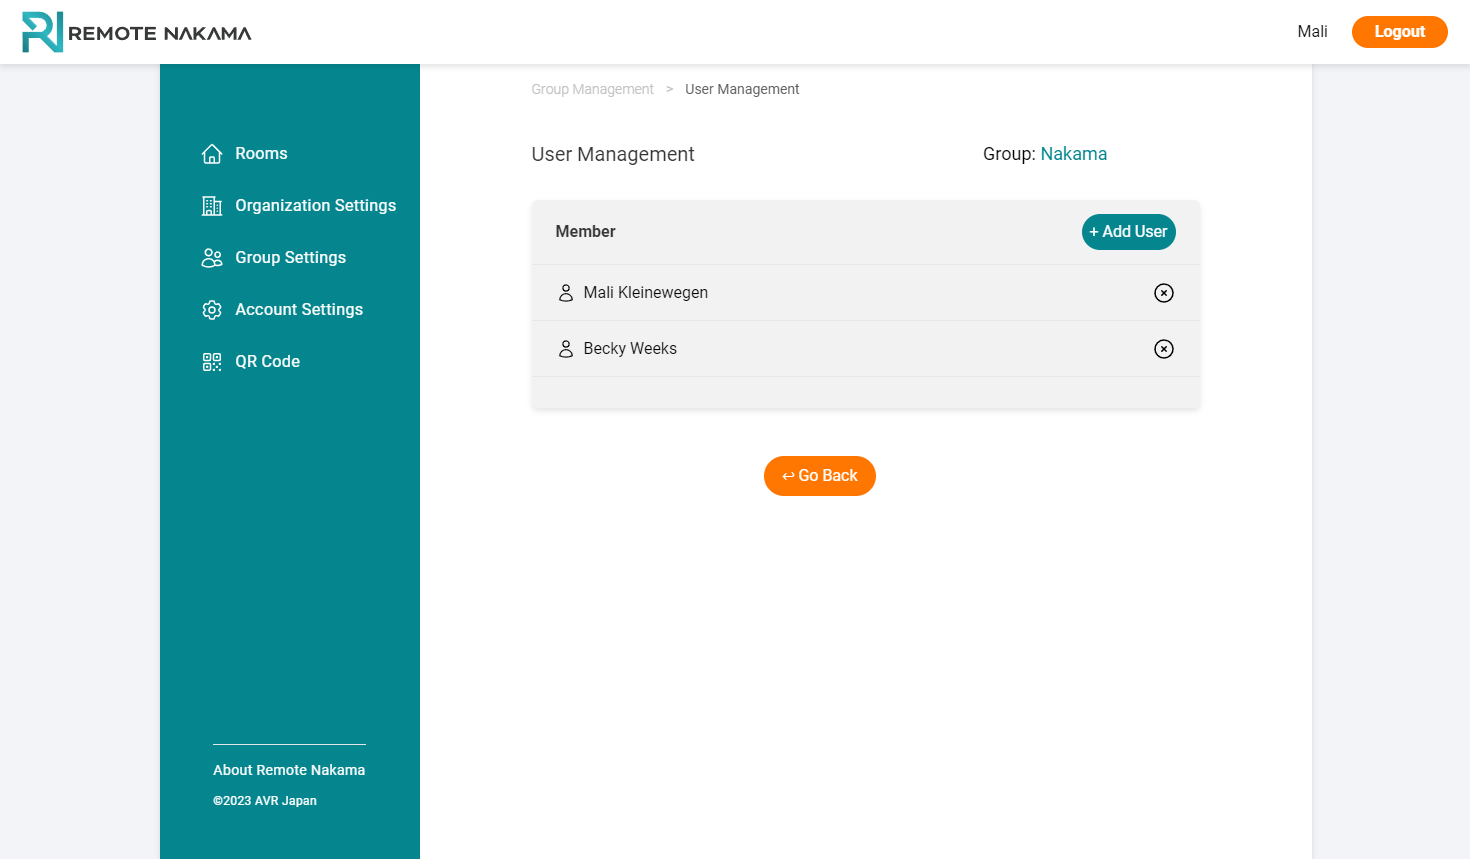 REMOTE NAKAMA
Mali
Logout
Group Management > User Management
Rooms
Organization Settings
Group Settings
Account Settings
QR Code
User Management
Group: Nakama
Member
+ Add User
Mali Kleinewegen
Becky Weeks
↩ Go Back
About Remote Nakama
©2023 AVR Japan